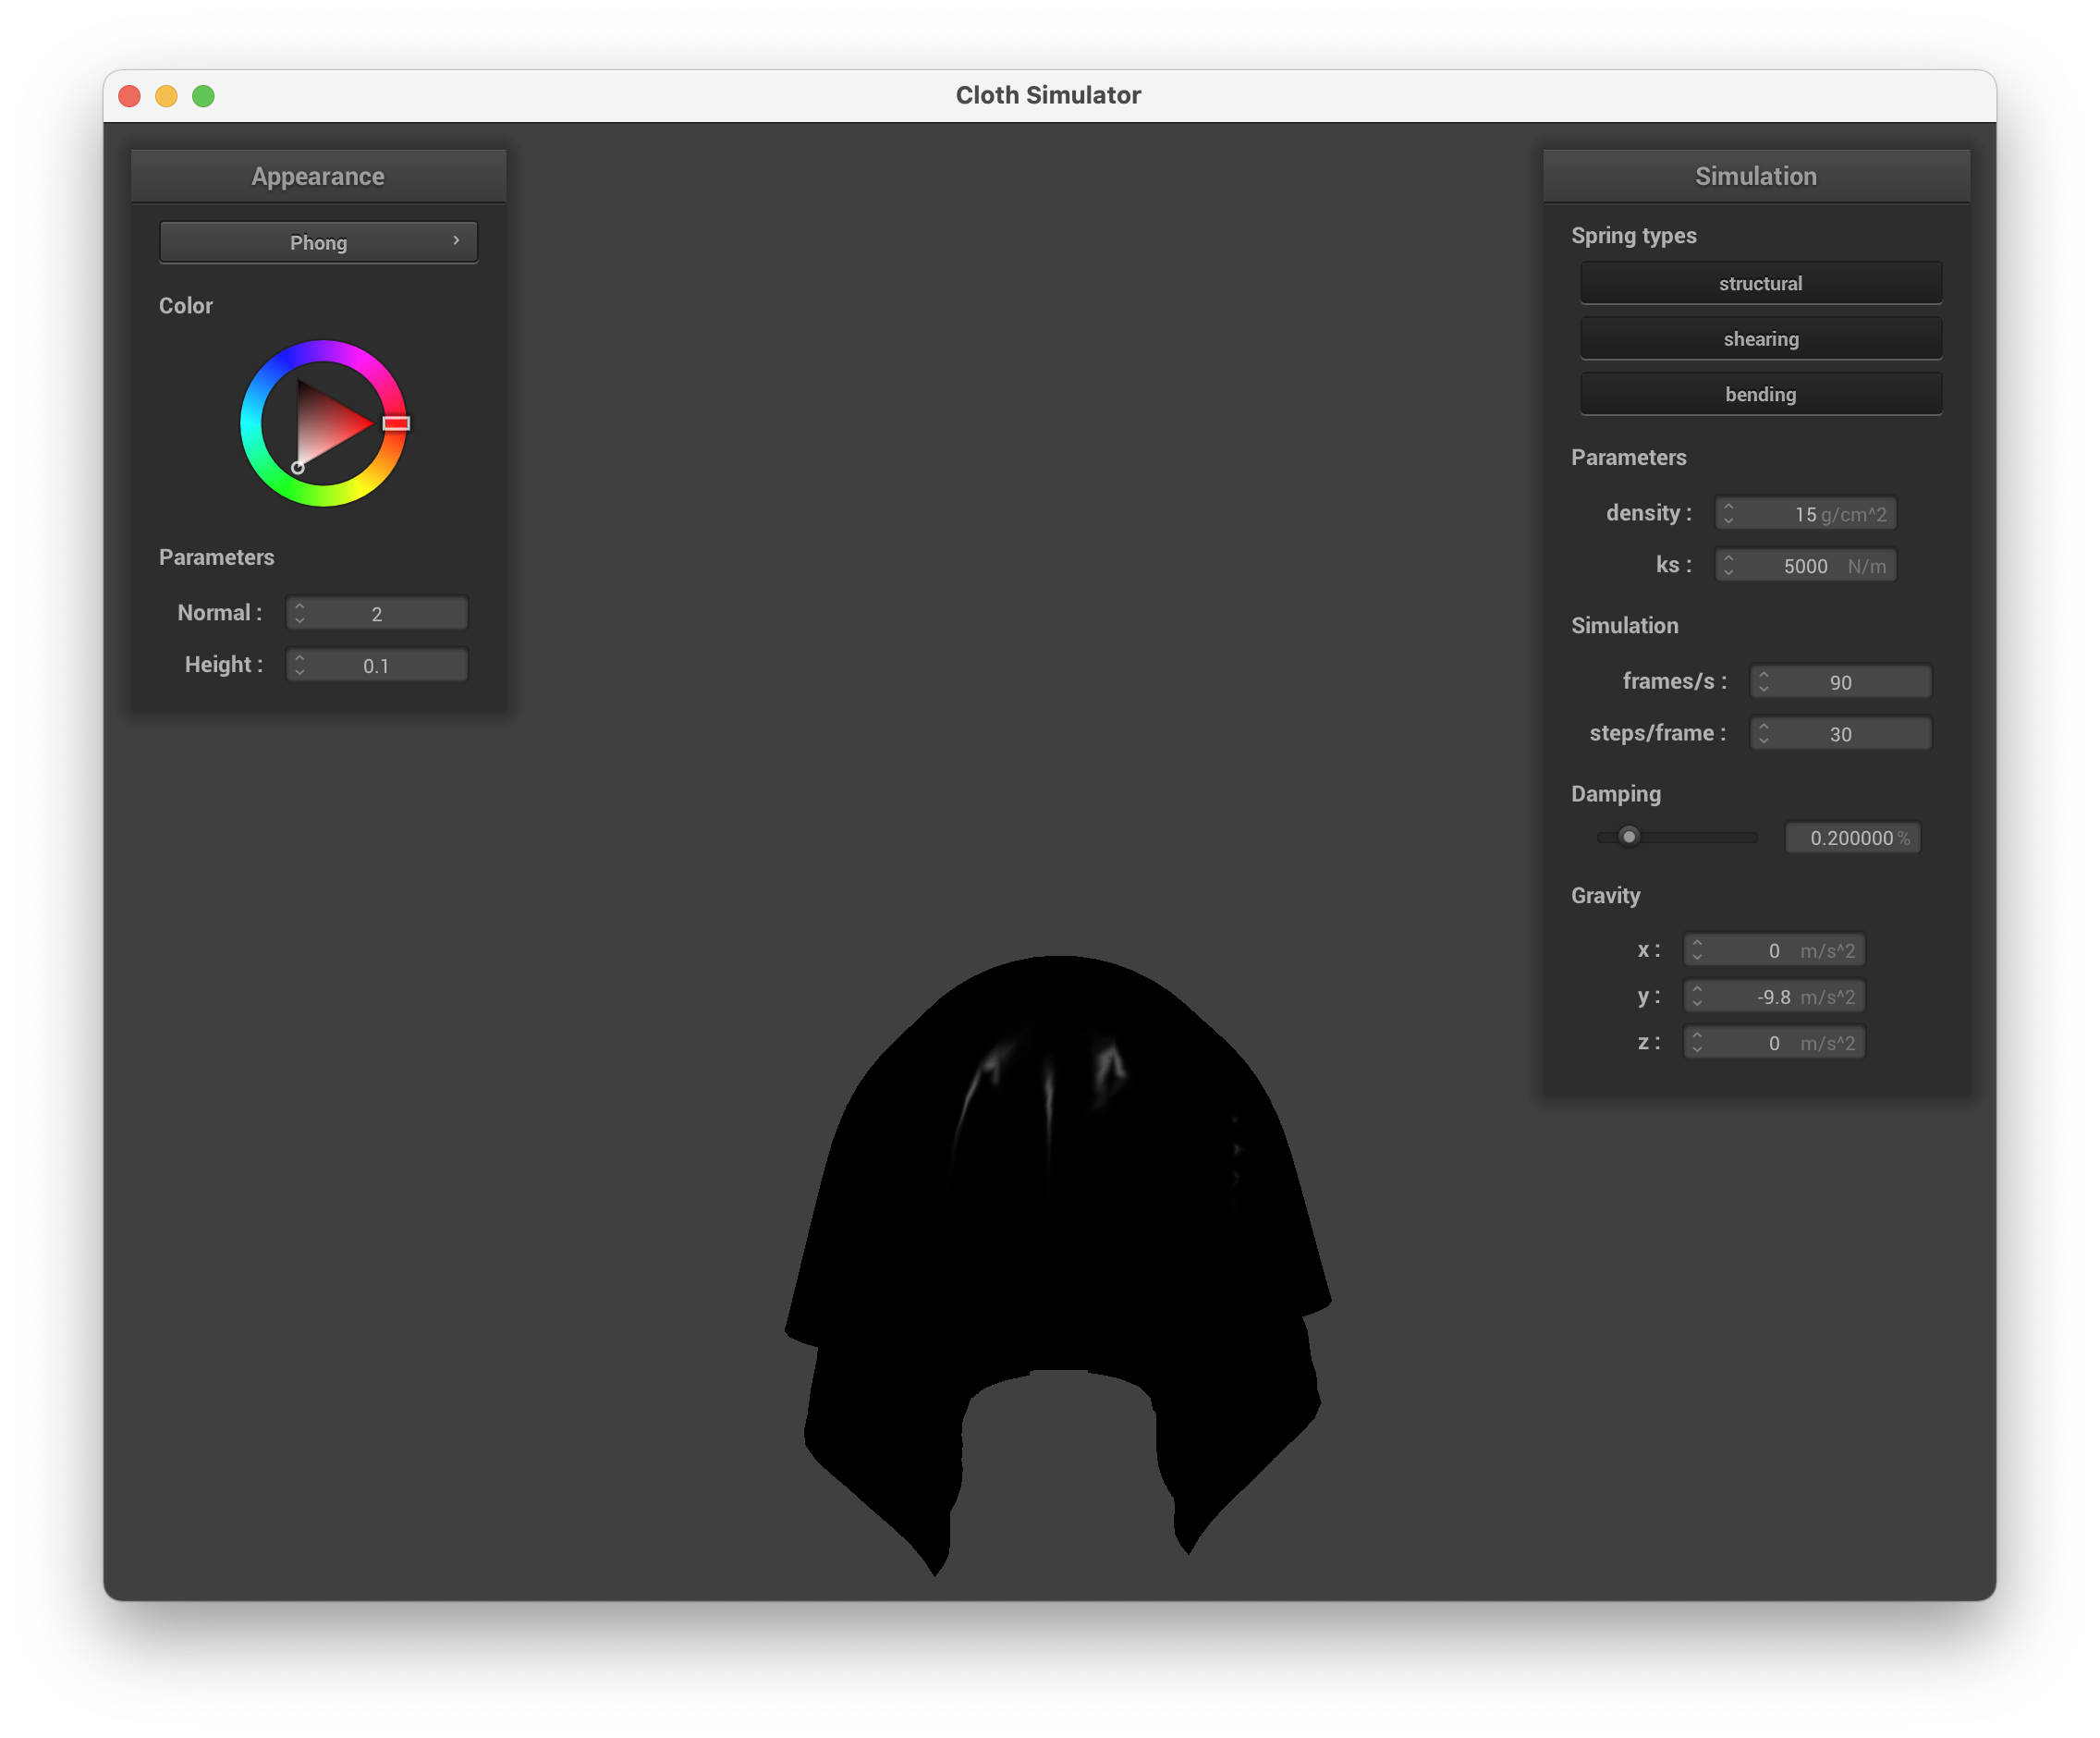 Cloth Simulator
Appearance
Phong
Color
Parameters
Normal : 2
Height : 0.1
Simulation
Spring types
structural
shearing
bending
Parameters
density : 15 g/cm^2
ks : 5000 N/m
Simulation
frames/s : 90
steps/frame : 30
Damping
0.200000 %
Gravity
x : 0 m/s^2
y : -9.8 m/s^2
z : 0 m/s^2